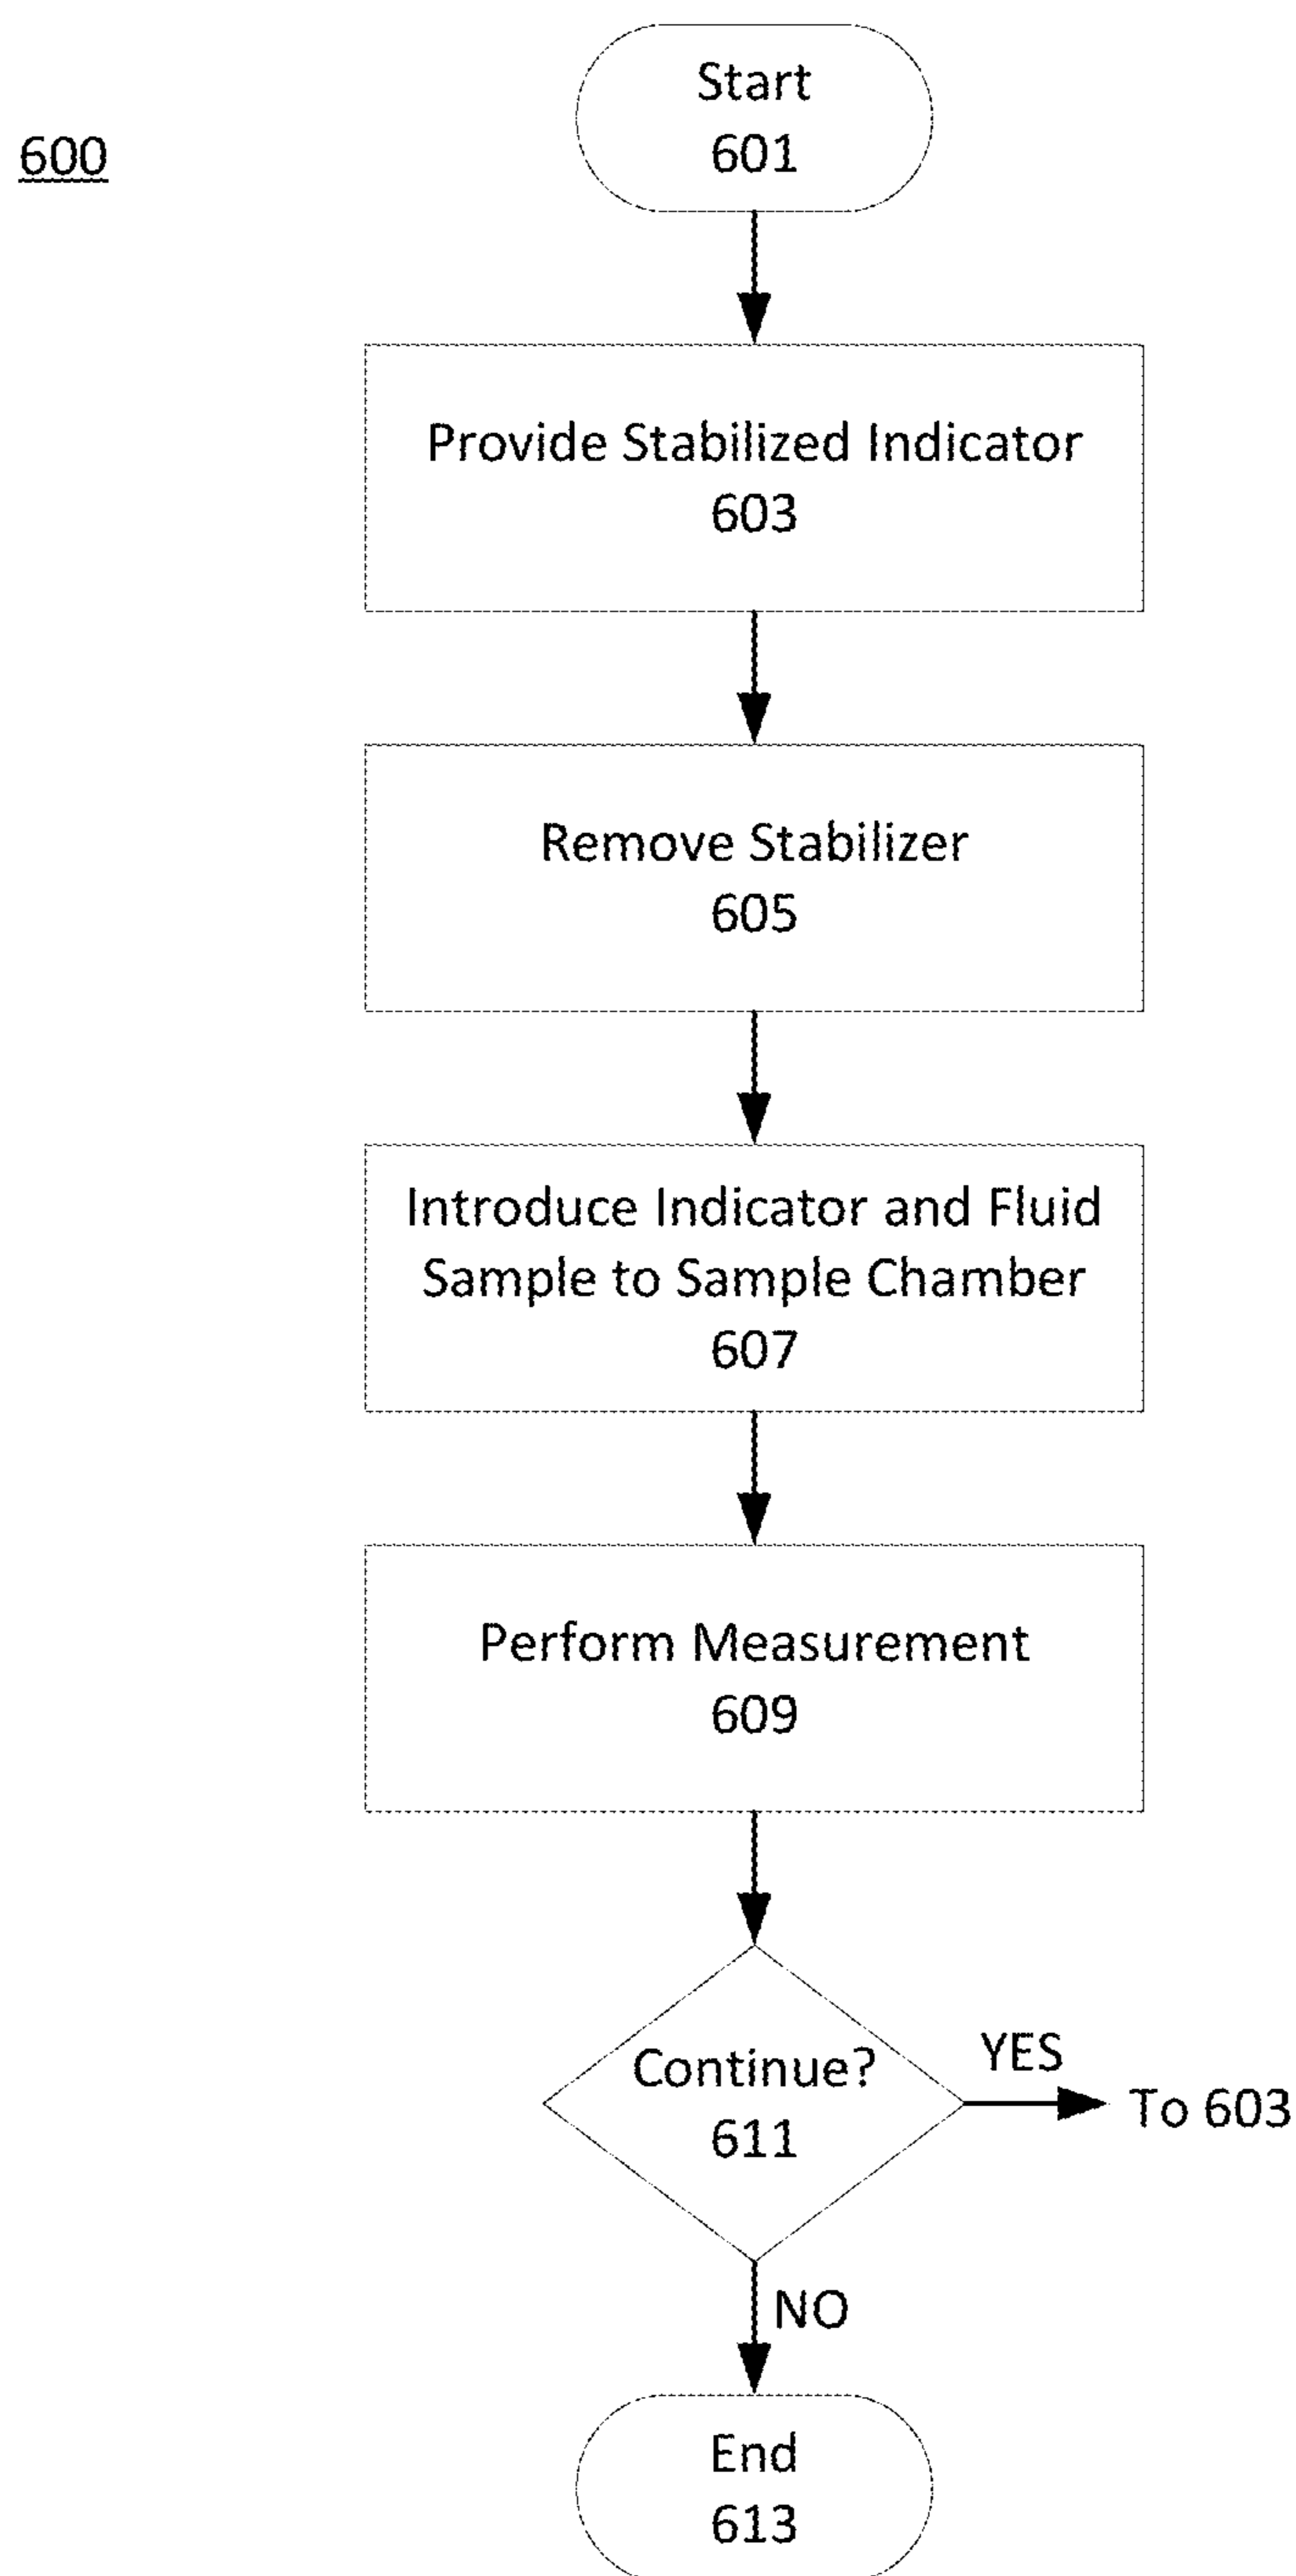 600
Start
601
Provide Stabilized Indicator
603
Remove Stabilizer
605
Introduce Indicator and Fluid
Sample to Sample Chamber
607
Perform Measurement
609
Continue?
611
YES
To 603
NO
End
613